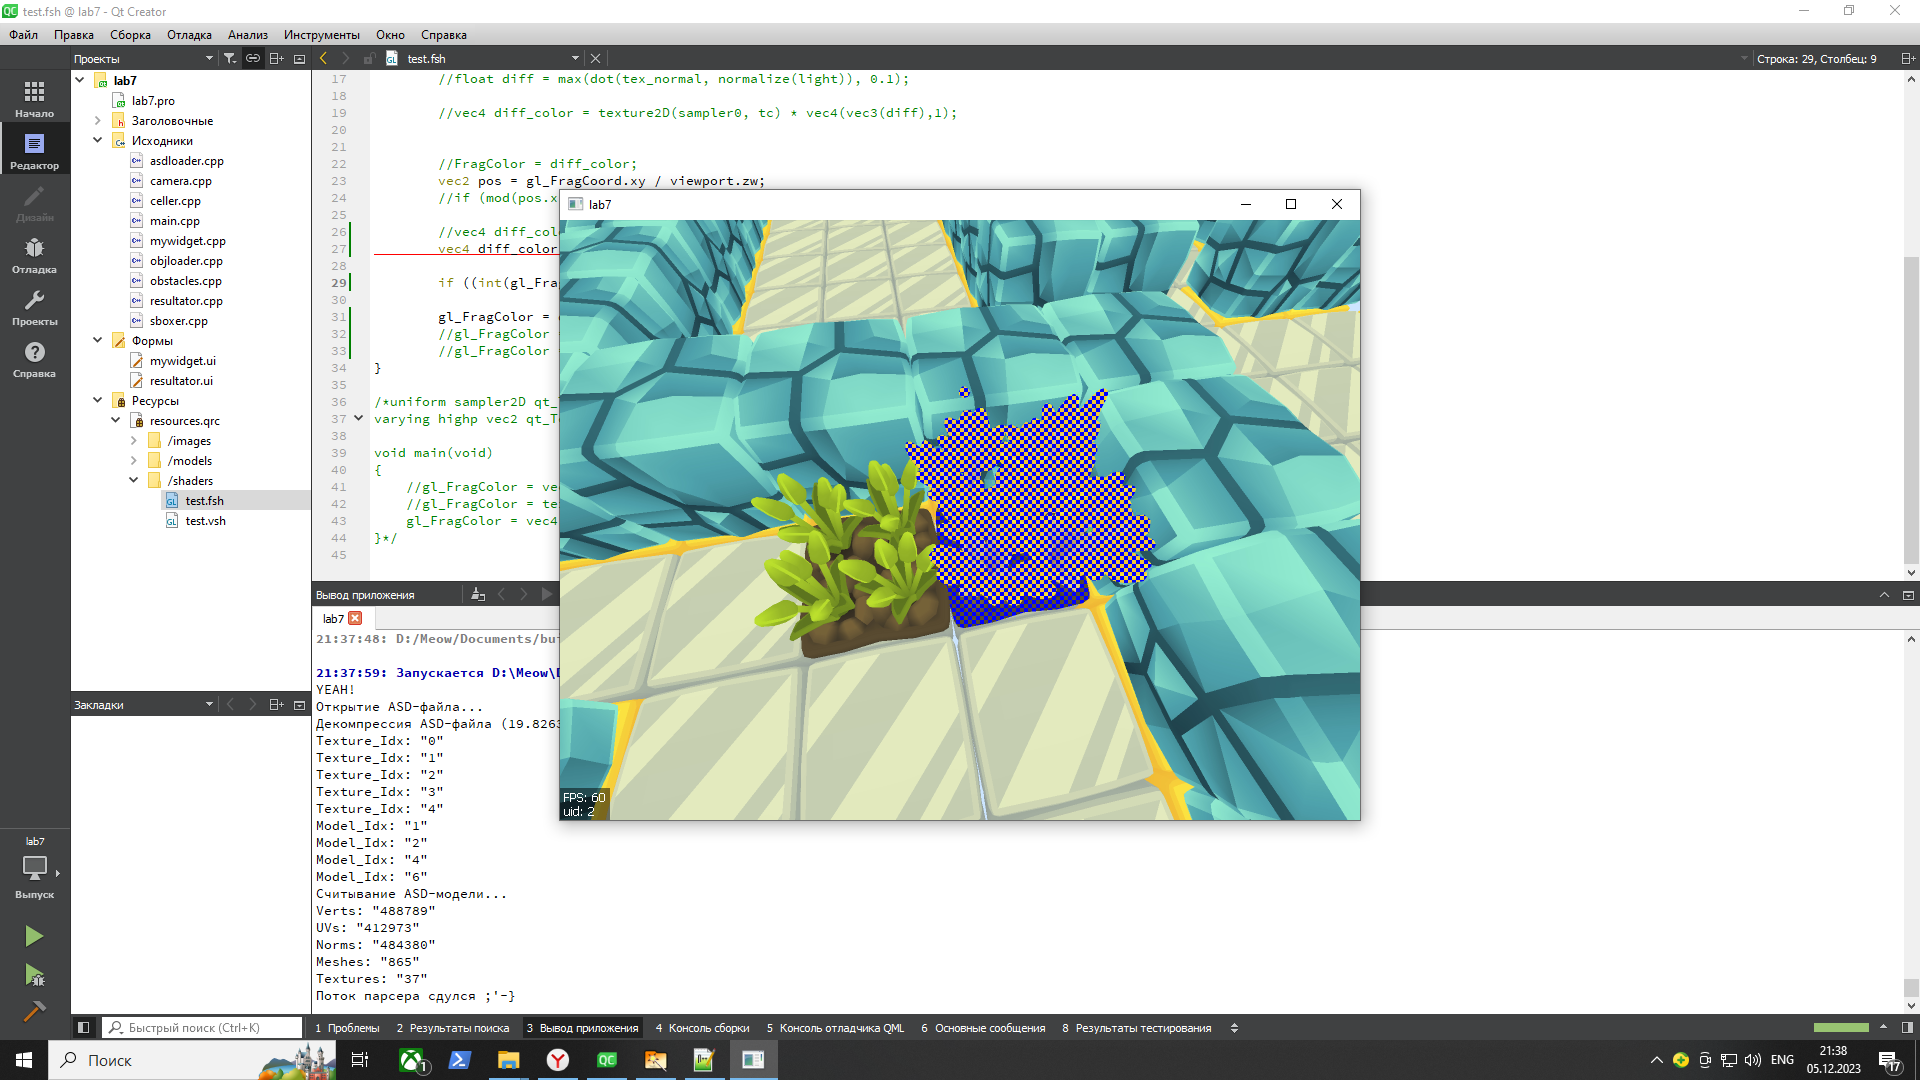 test.fsh @ lab7 - Qt Creator
Файл Правка Сборка Отладка Анализ Инструменты Окно Справка
Проекты
test.fsh
Строка: 29, Столбец: 9
Начало
Редактор
Дизайн
Отладка
Проекты
Справка
lab7
lab7.pro
Заголовочные
Исходники
asdloader.cpp
camera.cpp
celler.cpp
main.cpp
mywidget.cpp
objloader.cpp
obstacles.cpp
resultator.cpp
sboxer.cpp
Формы
mywidget.ui
resultator.ui
Ресурсы
resources.qrc
/images
/models
/shaders
test.fsh
test.vsh
17 //float diff = max(dot(tex_normal, normalize(light)), 0.1);
18
19 //vec4 diff_color = texture2D(sampler0, tc) * vec4(vec3(diff),1);
20
21
22 //FragColor = diff_color;
23 vec2 pos = gl_FragCoord.xy / viewport.zw;
24 //if (mod(pos.x
25
26 //vec4 diff_col
27 vec4 diff_color
28
29 if ((int(gl_Fra
30
31 gl_FragColor =
32 //gl_FragColor
33 //gl_FragColor
34 }
35
36 /*uniform sampler2D qt_
37 varying highp vec2 qt_T
38
39 void main(void)
40 {
41 //gl_FragColor = ve
42 //gl_FragColor = te
43 gl_FragColor = vec4
44 }*/
45
lab7
FPS: 60
uid: 2
Вывод приложения
lab7
21:37:48: D:/Meow/Documents/bu
21:37:59: Запускается D:\Meow\
YEAH!
Открытие ASD-файла...
Декомпрессия ASD-файла (19.826
Texture_Idx: "0"
Texture_Idx: "1"
Texture_Idx: "2"
Texture_Idx: "3"
Texture_Idx: "4"
Model_Idx: "1"
Model_Idx: "2"
Model_Idx: "4"
Model_Idx: "6"
Считывание ASD-модели...
Verts: "488789"
UVs: "412973"
Norms: "484380"
Meshes: "865"
Textures: "37"
Поток парсера сдулся ;'-}
Закладки
lab7
Выпуск
Быстрый поиск (Ctrl+K)
1 Проблемы 2 Результаты поиска 3 Вывод приложения 4 Консоль сборки 5 Консоль отладчика QML 6 Основные сообщения 8 Результаты тестирования
Поиск
1
ENG
21:38
05.12.2023
17